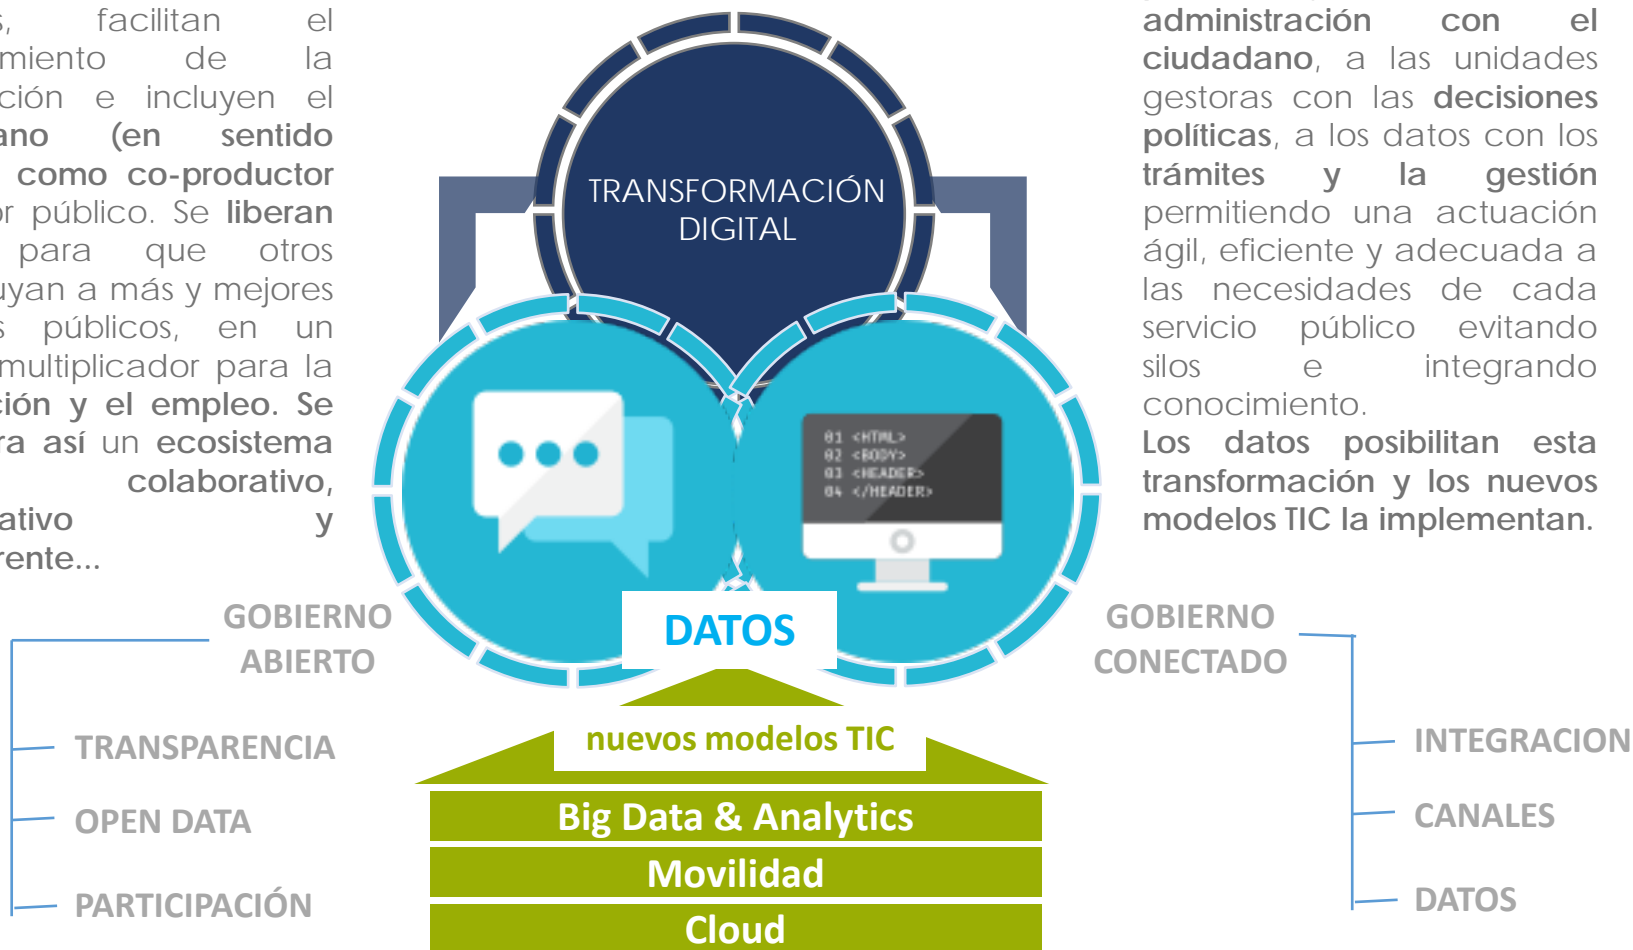 s, facilitan el
miento de la
ción e incluyen el
ano (en sentido
como co-productor
or público. Se liberan
para que otros
uyan a más y mejores
s públicos, en un
multiplicador para la
ción y el empleo. Se
ra así un ecosistema
colaborativo,
ativo y
rente...
administración con el
ciudadano, a las unidades
gestoras con las decisiones
políticas, a los datos con los
trámites y la gestión
permitiendo una actuación
ágil, eficiente y adecuada a
las necesidades de cada
servicio público evitando
silos e integrando
conocimiento.
Los datos posibilitan esta
transformación y los nuevos
modelos TIC la implementan.
TRANSFORMACIÓN
DIGITAL
01 <HTML>
02 <BODY>
03 <HEADER>
04 </HEADER>
DATOS
GOBIERNO
ABIERTO
TRANSPARENCIA
OPEN DATA
PARTICIPACIÓN
GOBIERNO
CONECTADO
INTEGRACION
CANALES
DATOS
nuevos modelos TIC
Big Data & Analytics
Movilidad
Cloud